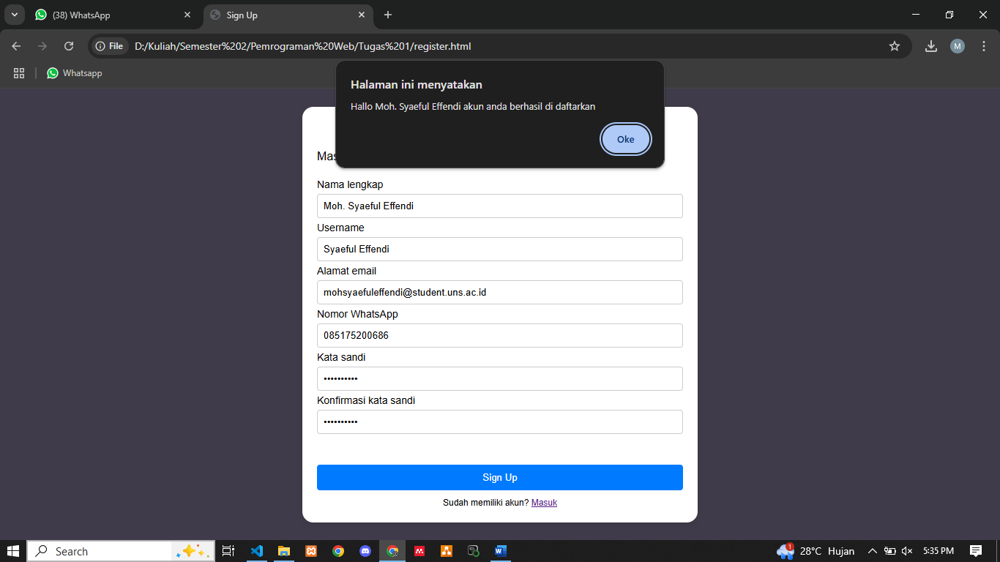 (38) WhatsApp
Sign Up
File
D:/Kuliah/Semester%202/Pemrograman%20Web/Tugas%201/register.html
M
Whatsapp
Halaman ini menyatakan
Hallo Moh. Syaeful Effendi akun anda berhasil di daftarkan
Oke
Mas
Nama lengkap
Moh. Syaeful Effendi
Username
Syaeful Effendi
Alamat email
mohsyaefuleffendi@student.uns.ac.id
Nomor WhatsApp
085175200686
Kata sandi
••••••••••
Konfirmasi kata sandi
••••••••••
Sign Up
Sudah memiliki akun? Masuk
Search
1
28°C Hujan
5:35 PM